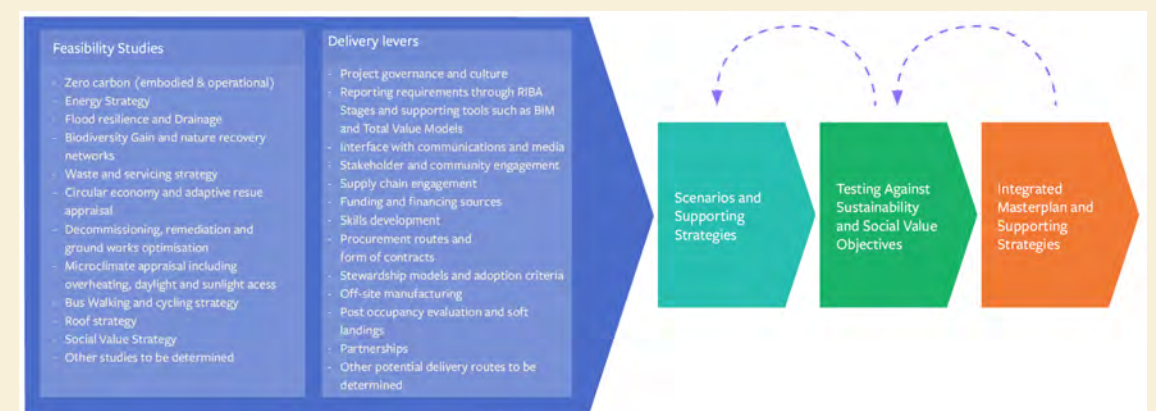 Feasibility Studies
- Zero carbon (embodied & operational)
- Energy Strategy
- Flood resilience and Drainage
- Biodiversity Gain and nature recovery
networks
- Waste and servicing strategy
- Circular economy and adaptive resue
appraisal
- Decommissioning, remediation and
ground works optimisation
- Microclimate appraisal including
overheating, daylight and sunlight acess
- Bus Walking and cycling strategy
- Roof strategy
- Social Value Strategy
- Other studies to be determined
Delivery levers
- Project governance and culture
- Reporting requirements through RIBA
Stages and supporting tools such as BIM
and Total Value Models
- Interface with communications and media
- Stakeholder and community engagement
- Supply chain engagement
- Funding and financing sources
- Skills development
- Procurement routes and
form of contracts
- Stewardship models and adoption criteria
- Off-site manufacturing
- Post occupancy evaluation and soft
landings
- Partnerships
- Other potential delivery routes to be
determined
Scenarios and
Supporting
Strategies
Testing Against
Sustainability
and Social Value
Objectives
Integrated
Masterplan and
Supporting
Strategies